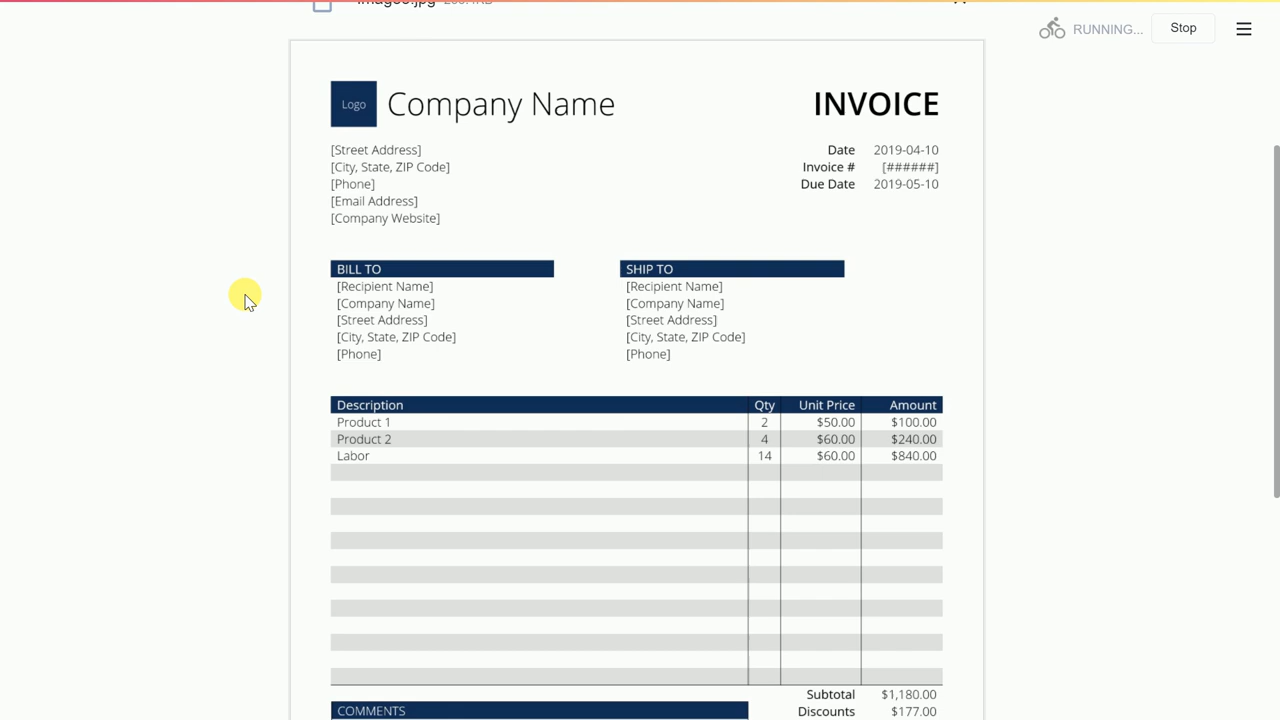 RUNNING...
Stop
Logo
Company Name
INVOICE
[Street Address]
[City, State, ZIP Code]
[Phone]
[Email Address]
[Company Website]
Date 2019-04-10
Invoice # [######]
Due Date 2019-05-10
BILL TO
[Recipient Name]
[Company Name]
[Street Address]
[City, State, ZIP Code]
[Phone]
SHIP TO
[Recipient Name]
[Company Name]
[Street Address]
[City, State, ZIP Code]
[Phone]
Description Qty Unit Price Amount
Product 1 2 $50.00 $100.00
Product 2 4 $60.00 $240.00
Labor 14 $60.00 $840.00
Subtotal $1,180.00
COMMENTS
Discounts $177.00